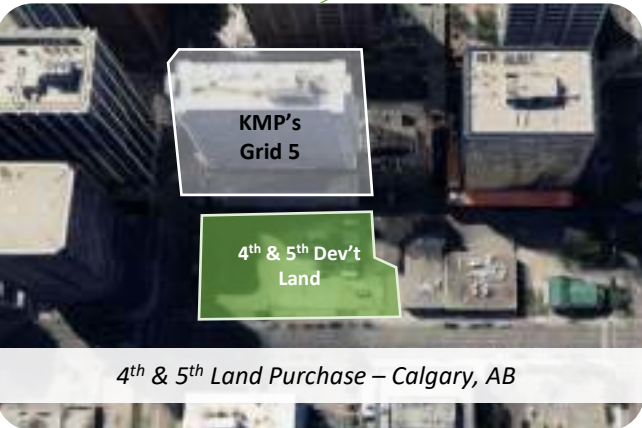 KMP's
Grid 5
4th & 5th Dev't
Land
4th & 5th Land Purchase – Calgary, AB